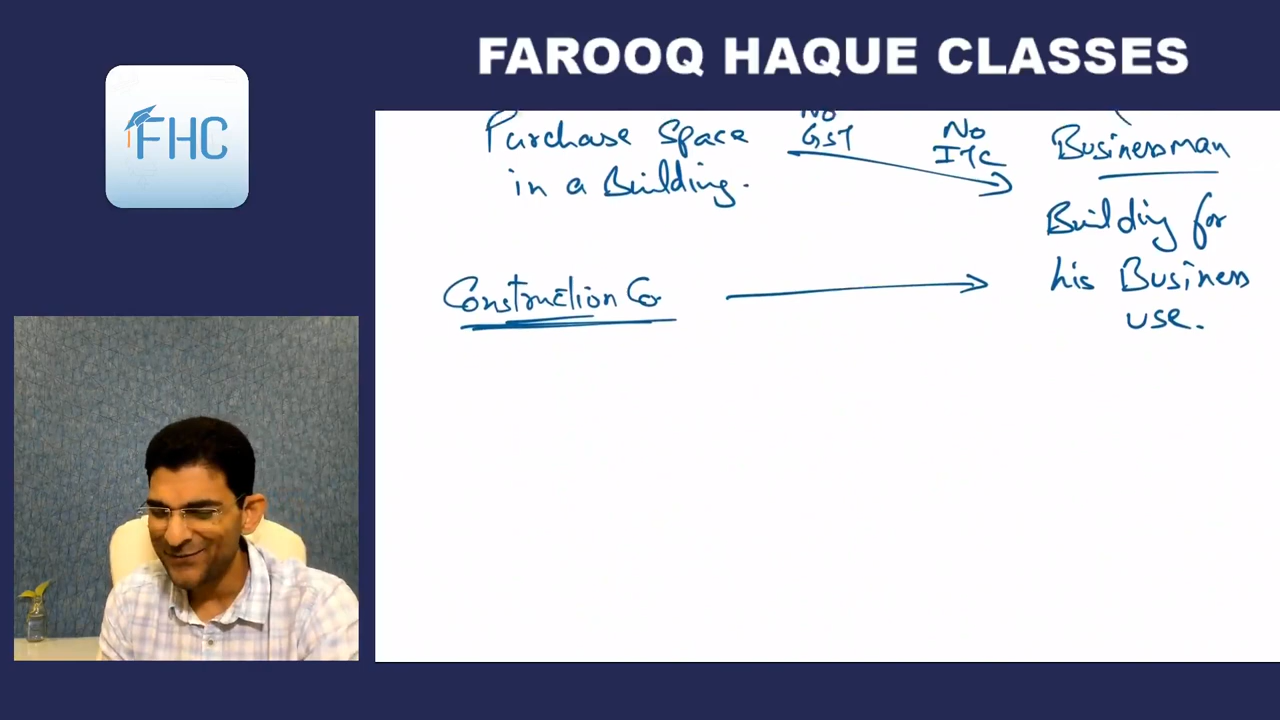 FAROOQ HAQUE CLASSES
FHC
Purchase Space
in a Building.
No
GST
No
ITC
Businessman
Building for
his Business
use.
Construction Co